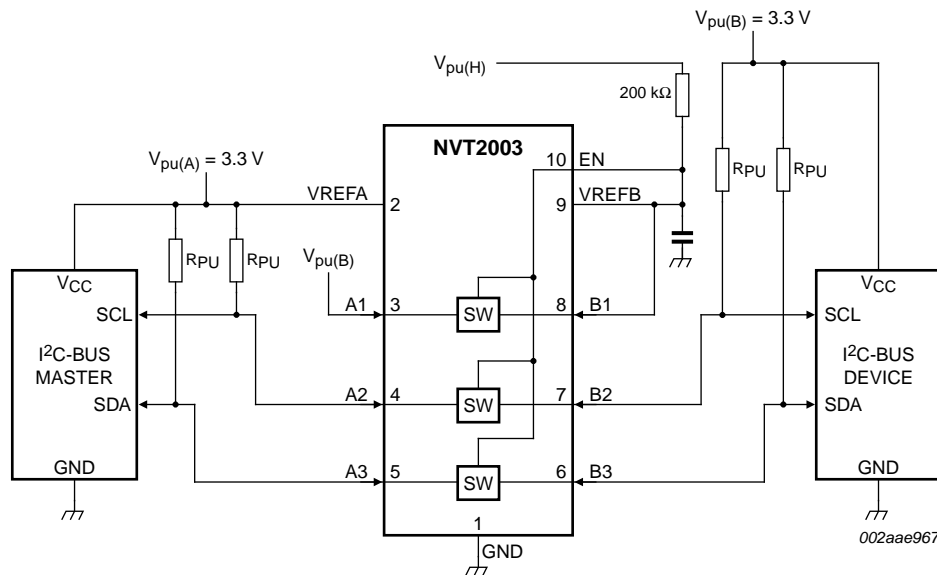 Vpu(B) = 3.3 V
Vpu(H)
200 kΩ
NVT2003
Vpu(A) = 3.3 V
10 EN
RPU RPU
VREFA 2
9 VREFB
RPU RPU
Vpu(B)
VCC
VCC
A1 3 SW 8 B1
SCL
SCL
I2C-BUS
MASTER
I2C-BUS
DEVICE
A2 4 SW 7 B2
SDA
SDA
GND
GND
A3 5 SW 6 B3
1
GND
002aae967